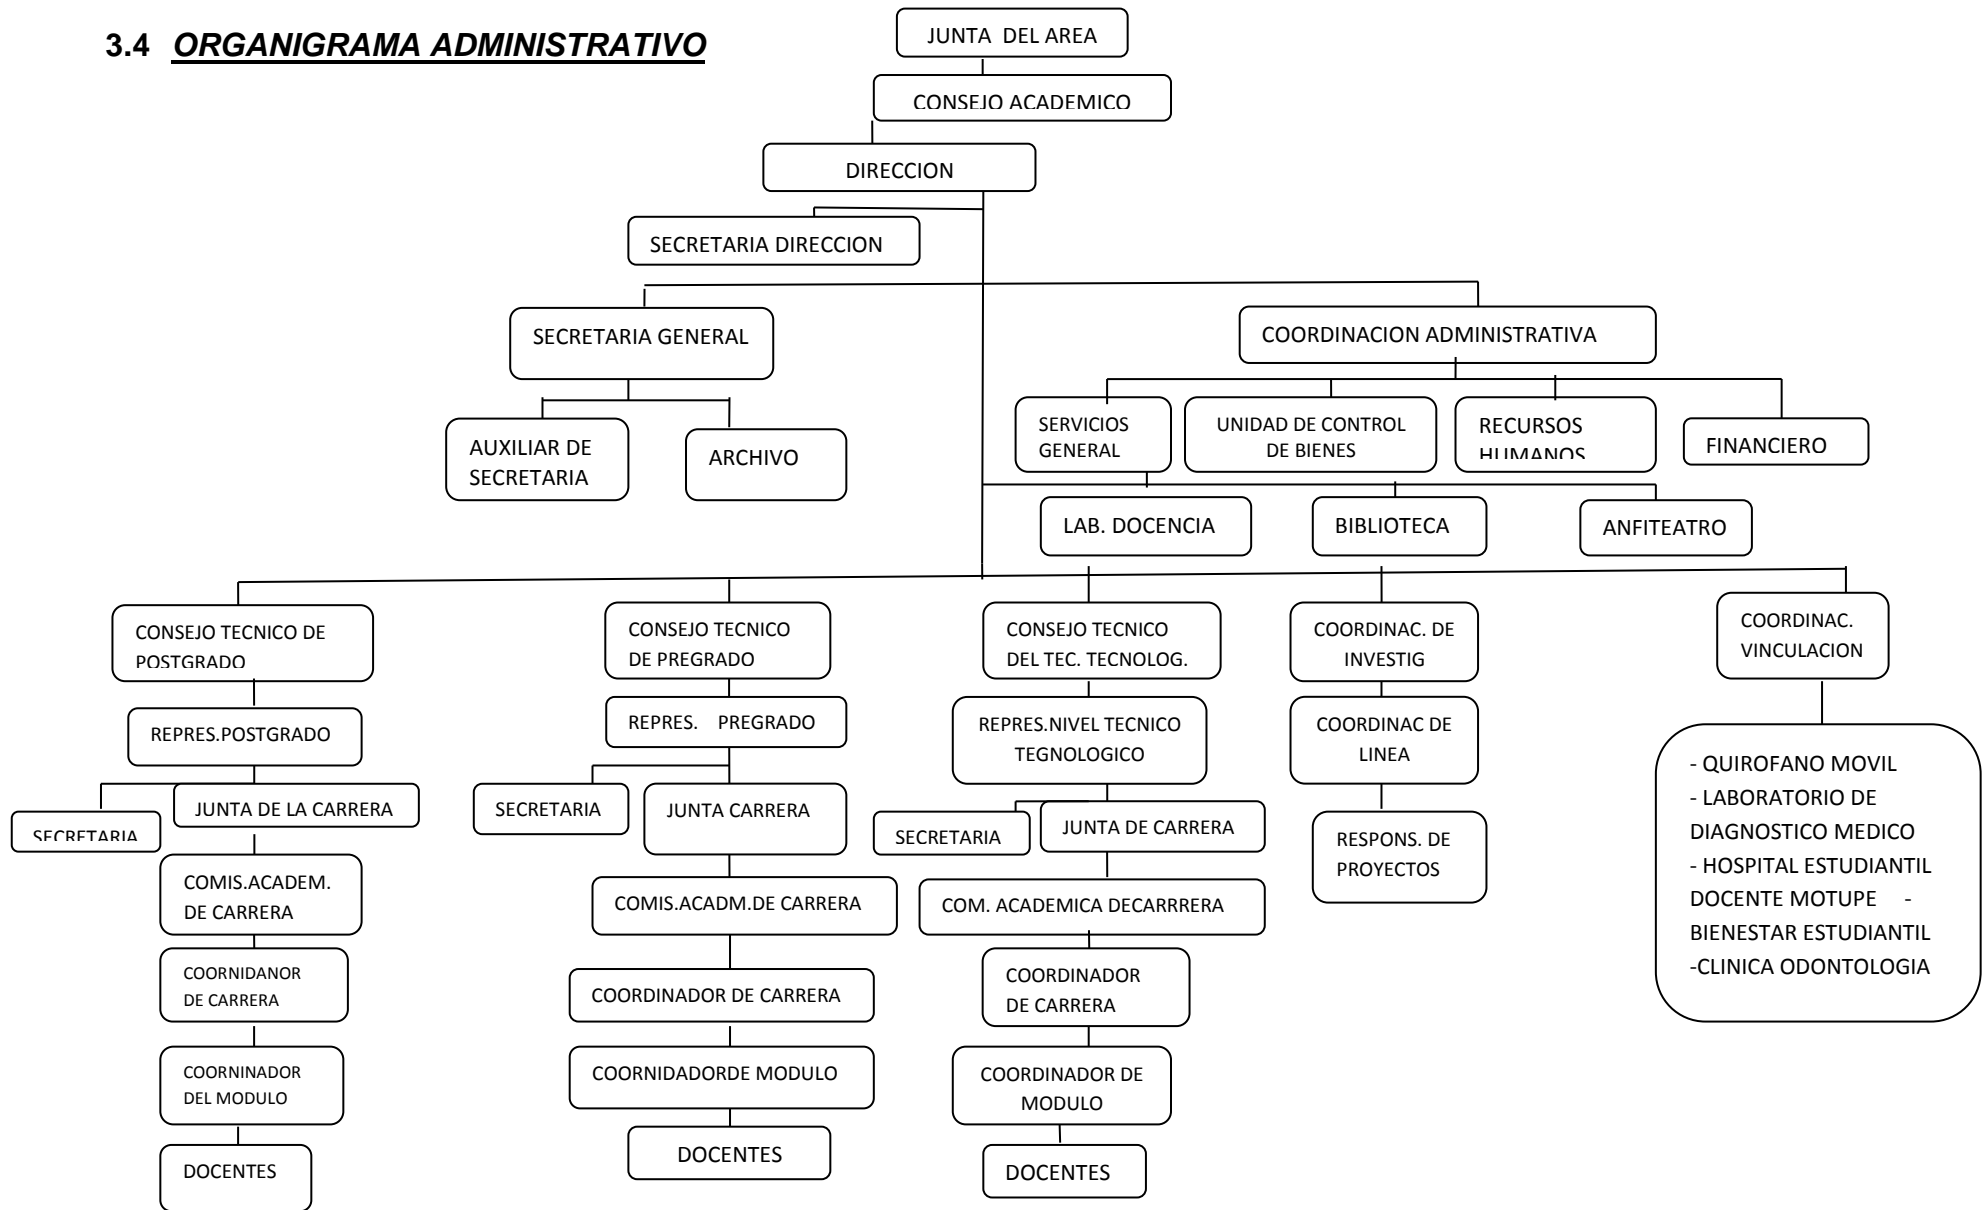 3.4 ORGANIGRAMA ADMINISTRATIVO
JUNTA DEL AREA
CONSEJO ACADEMICO
DIRECCION
SECRETARIA DIRECCION
SECRETARIA GENERAL
COORDINACION ADMINISTRATIVA
AUXILIAR DE
SECRETARIA
ARCHIVO
SERVICIOS
GENERAL
UNIDAD DE CONTROL
DE BIENES
RECURSOS
HUMANOS
FINANCIERO
LAB. DOCENCIA
BIBLIOTECA
ANFITEATRO
CONSEJO TECNICO DE
POSTGRADO
CONSEJO TECNICO
DE PREGRADO
CONSEJO TECNICO
DEL TEC. TECNOLOG.
COORDINAC. DE
INVESTIG
COORDINAC.
VINCULACION
REPRES.POSTGRADO
REPRES. PREGRADO
REPRES.NIVEL TECNICO
TEGNOLOGICO
COORDINAC DE
LINEA
- QUIROFANO MOVIL
- LABORATORIO DE
DIAGNOSTICO MEDICO
- HOSPITAL ESTUDIANTIL
DOCENTE MOTUPE -
BIENESTAR ESTUDIANTIL
-CLINICA ODONTOLOGIA
SECRETARIA
JUNTA DE LA CARRERA
SECRETARIA
JUNTA CARRERA
SECRETARIA
JUNTA DE CARRERA
RESPONS. DE
PROYECTOS
COMIS.ACADEM.
DE CARRERA
COMIS.ACADM.DE CARRERA
COM. ACADEMICA DECARRRERA
COORNIDANOR
DE CARRERA
COORDINADOR DE CARRERA
COORDINADOR
DE CARRERA
COORNINADOR
DEL MODULO
COORNIDADORDE MODULO
COORDINADOR DE
MODULO
DOCENTES
DOCENTES
DOCENTES